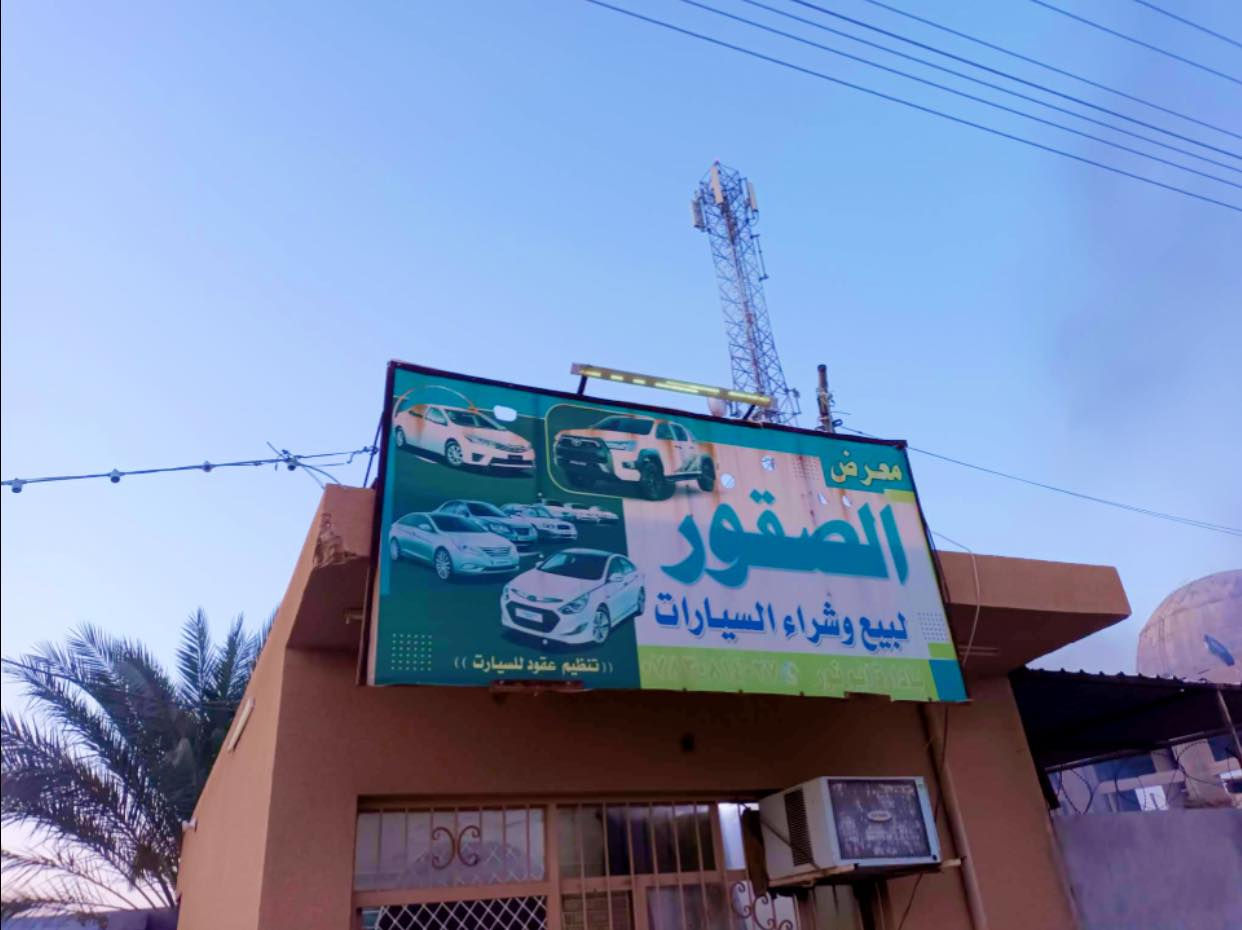 معرض
الصقور
لبيع وشراء السيارات
((تنظيم عقود للسيارت))